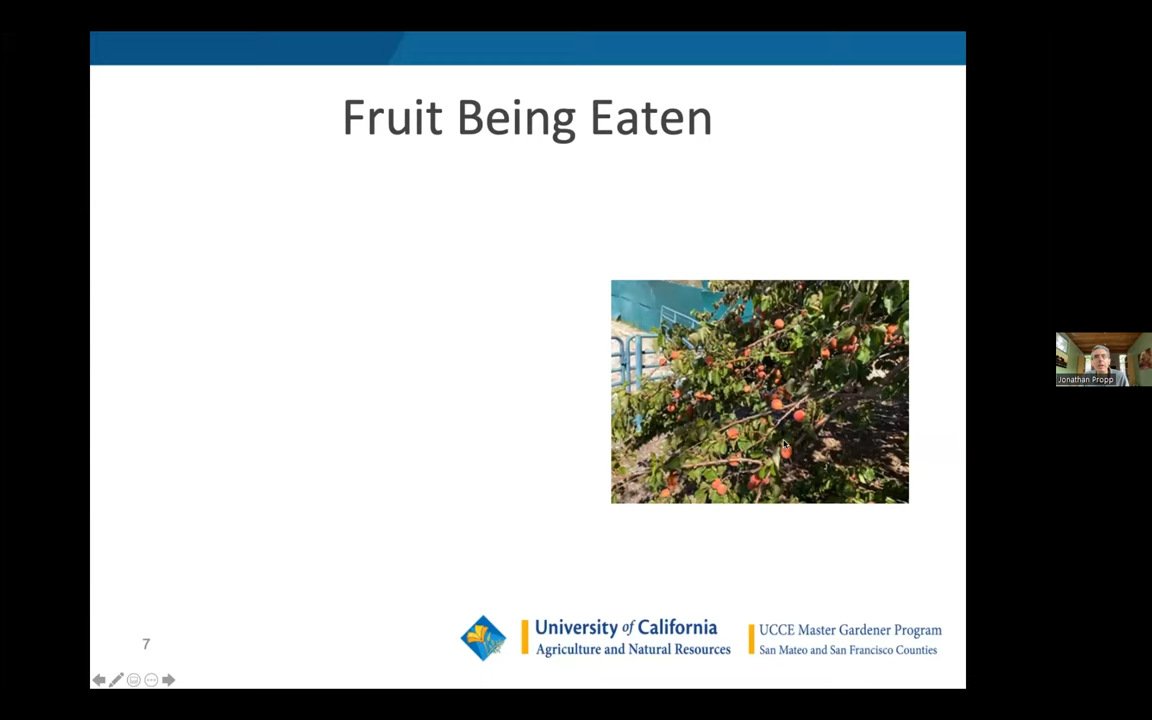 Fruit Being Eaten
Jonathan Propp
University of California
Agriculture and Natural Resources
UCCE Master Gardener Program
San Mateo and San Francisco Counties
7